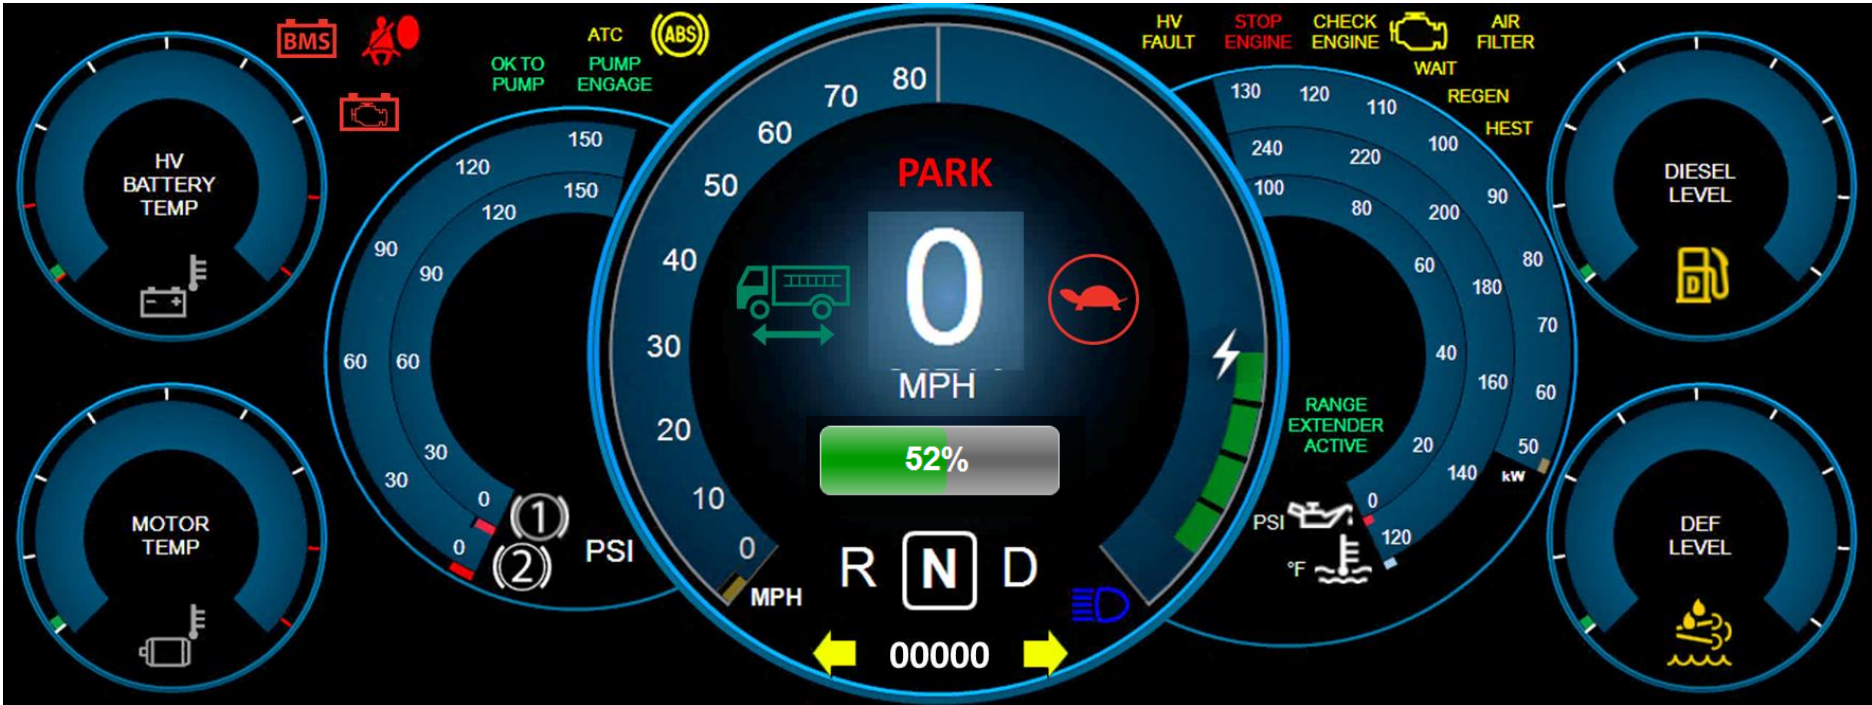 BMS
ATC
ABS
OK TO
PUMP
PUMP
ENGAGE
HV
FAULT
STOP
ENGINE
CHECK
ENGINE
AIR
FILTER
WAIT
REGEN
HEST
HV
BATTERY
TEMP
MOTOR
TEMP
150
120
90
60
30
0
150
120
90
60
30
0
1
2
PSI
80
70
60
50
40
30
20
10
0
MPH
PARK
0
MPH
52%
R N D
00000
130
120
110
100
90
80
70
60
50
kW
240
220
200
180
160
140
120
°F
100
80
60
40
20
0
PSI
RANGE
EXTENDER
ACTIVE
DIESEL
LEVEL
D
DEF
LEVEL